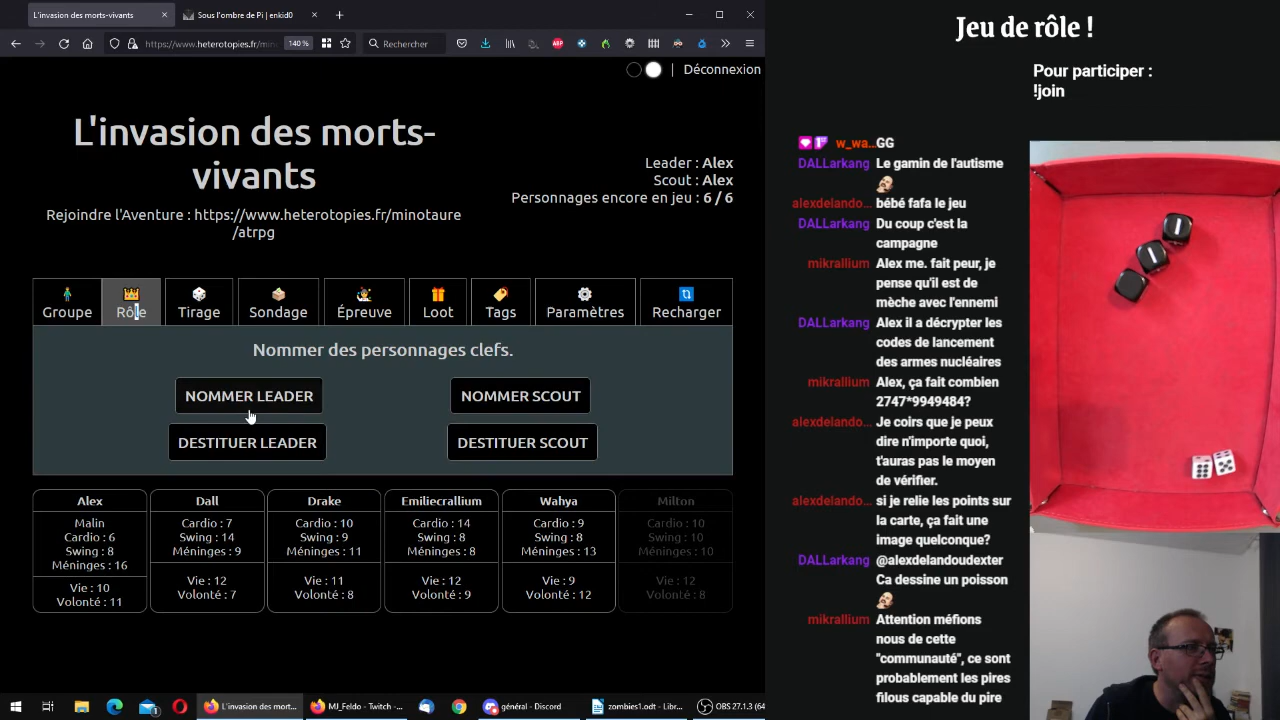 L'invasion des morts-vivants
Sous l'ombre de Pi | enkid0
https://www.heterotopies.fr/min
140 %
Rechercher
Déconnexion
L'invasion des morts-
vivants
Leader : Alex
Scout : Alex
Personnages encore en jeu : 6 / 6
Rejoindre l'Aventure : https://www.heterotopies.fr/minotaure
/atrpg
Groupe
Rôle
Tirage
Sondage
Épreuve
Loot
Tags
Paramètres
Recharger
Nommer des personnages clefs.
NOMMER LEADER
NOMMER SCOUT
DESTITUER LEADER
DESTITUER SCOUT
Alex
Malin
Cardio : 6
Swing : 8
Méninges : 16
Vie : 10
Volonté : 11
Dall
Cardio : 7
Swing : 14
Méninges : 9
Vie : 12
Volonté : 7
Drake
Cardio : 10
Swing : 9
Méninges : 11
Vie : 11
Volonté : 8
Emiliecrallium
Cardio : 14
Swing : 8
Méninges : 8
Vie : 12
Volonté : 9
Wahya
Cardio : 9
Swing : 8
Méninges : 13
Vie : 9
Volonté : 12
Milton
Cardio : 10
Swing : 10
Méninges : 10
Vie : 12
Volonté : 8
L'invasion des mort...
MJ_Feldo - Twitch -...
général - Discord
zombies1.odt - Libr...
OBS 27.1.3 (64
Jeu de rôle !
Pour participer :
!join
w_wa... GG
DALLarkang Le gamin de l'autisme
alexdelando... bébé fafa le jeu
DALLarkang Du coup c'est la
campagne
mikrallium Alex me. fait peur, je
pense qu'il est de
mèche avec l'ennemi
DALLarkang Alex il a décrypter les
codes de lancement
des armes nucléaires
mikrallium Alex, ça fait combien
2747*9949484?
alexdelando... Je coirs que je peux
dire n'importe quoi,
t'auras pas le moyen
de vérifier.
alexdelando... si je relie les points sur
la carte, ça fait une
image quelconque?
DALLarkang @alexdelandoudexter
Ca dessine un poisson
mikrallium Attention méfions
nous de cette
"communauté", ce sont
probablement les pires
filous capable du pire